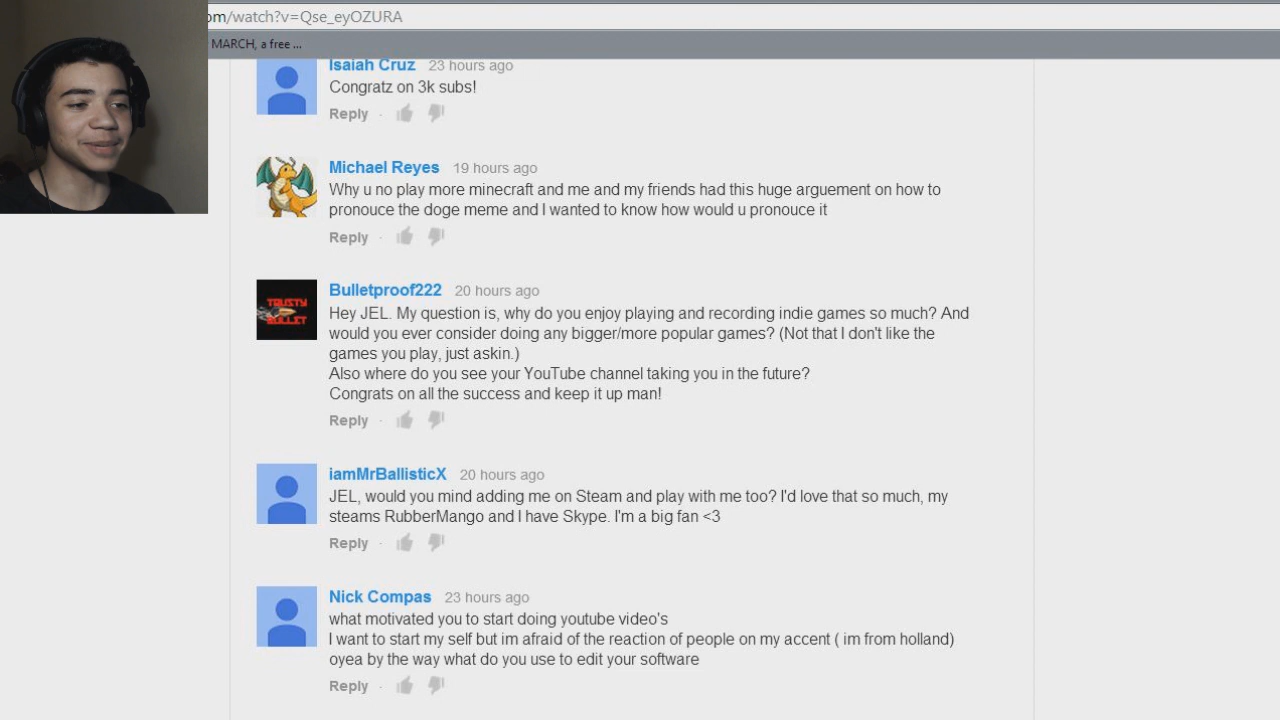 om/watch?v=Qse_eyOZURA
MARCH, a free ...
Isaiah Cruz 23 hours ago
Congratz on 3k subs!
Reply ·
Michael Reyes 19 hours ago
Why u no play more minecraft and me and my friends had this huge arguement on how to
pronouce the doge meme and I wanted to know how would u pronouce it
Reply ·
TRUSTY
BULLET
Bulletproof222 20 hours ago
Hey JEL. My question is, why do you enjoy playing and recording indie games so much? And
would you ever consider doing any bigger/more popular games? (Not that I don't like the
games you play, just askin.)
Also where do you see your YouTube channel taking you in the future?
Congrats on all the success and keep it up man!
Reply ·
iamMrBallisticX 20 hours ago
JEL, would you mind adding me on Steam and play with me too? I'd love that so much, my
steams RubberMango and I have Skype. I'm a big fan <3
Reply ·
Nick Compas 23 hours ago
what motivated you to start doing youtube video's
I want to start my self but im afraid of the reaction of people on my accent ( im from holland)
oyea by the way what do you use to edit your software
Reply ·